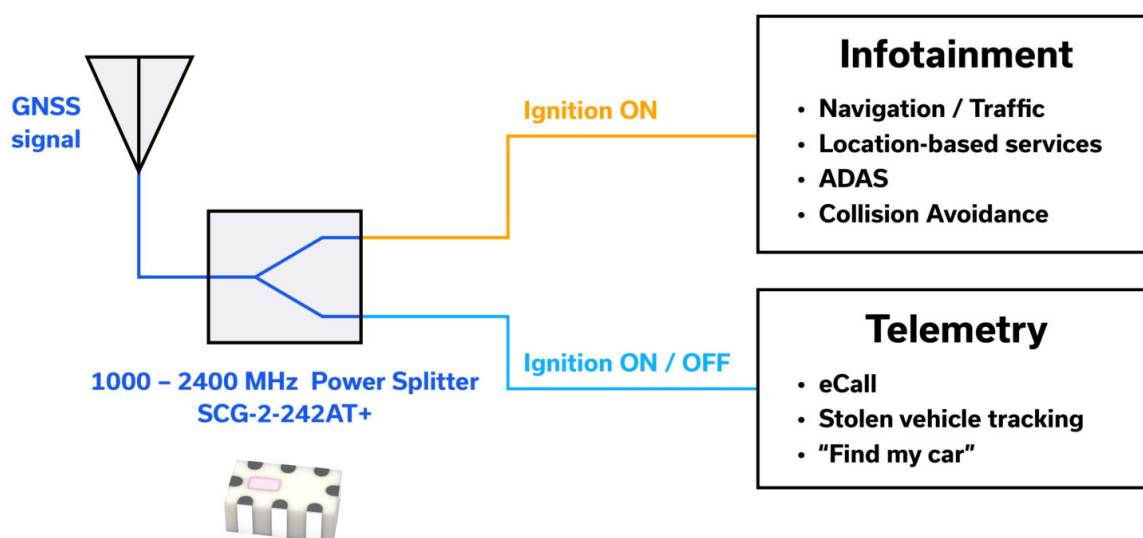 GNSS
signal
Ignition ON
Infotainment
• Navigation / Traffic
• Location-based services
• ADAS
• Collision Avoidance
Ignition ON / OFF
Telemetry
• eCall
• Stolen vehicle tracking
• “Find my car”
1000 – 2400 MHz Power Splitter
SCG-2-242AT+